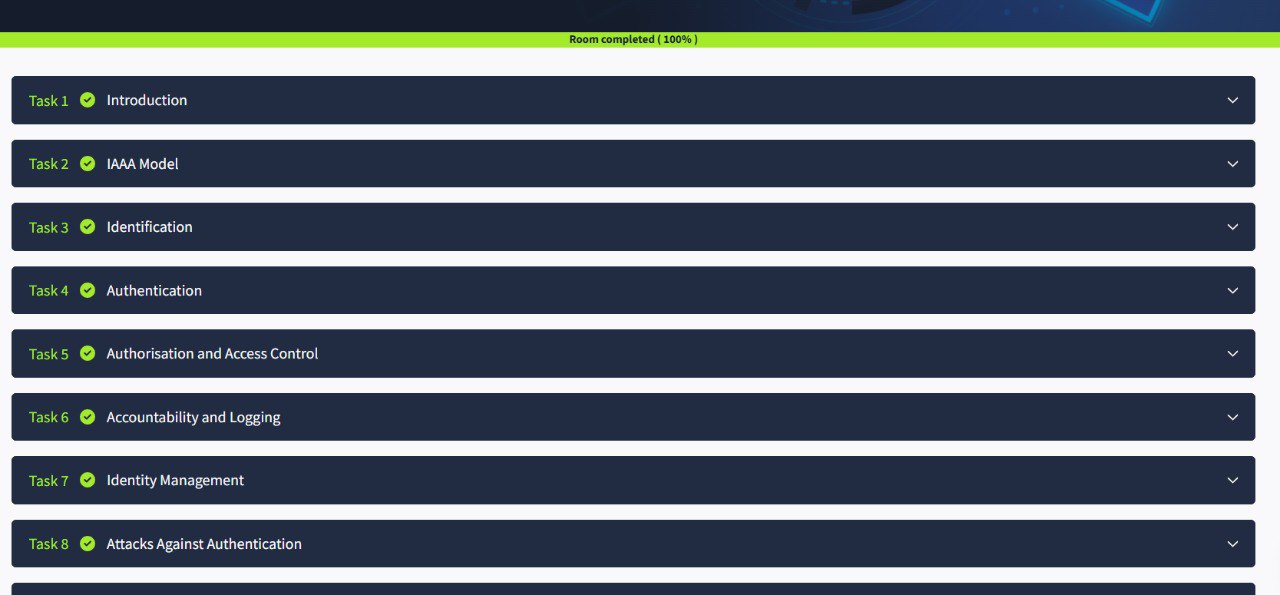 Room completed ( 100% )
Task 1 Introduction
Task 2 IAAA Model
Task 3 Identification
Task 4 Authentication
Task 5 Authorisation and Access Control
Task 6 Accountability and Logging
Task 7 Identity Management
Task 8 Attacks Against Authentication